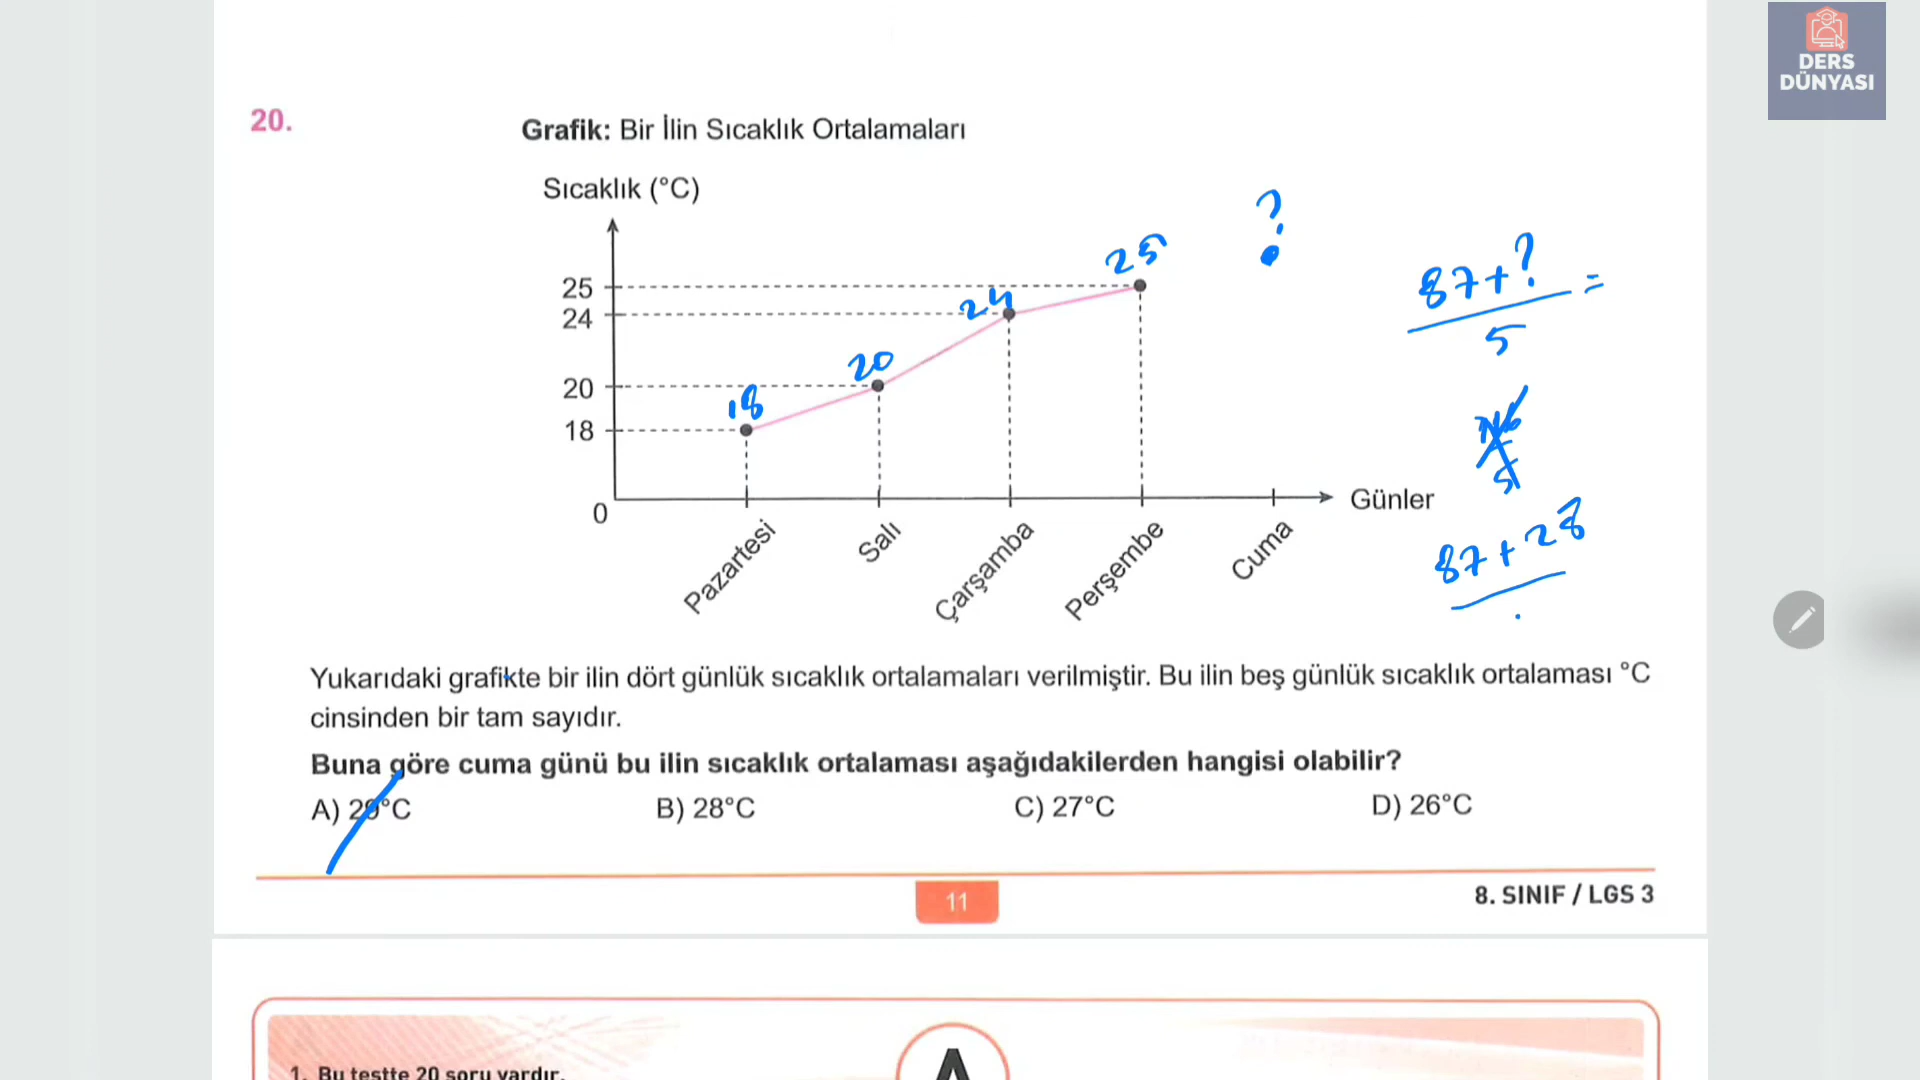 DERS
DÜNYASI
20.
Grafik: Bir İlin Sıcaklık Ortalamaları
Sıcaklık (°C)
25
24
20
18
0
18
20
24
25
?
Günler
Pazartesi
Salı
Çarşamba
Perşembe
Cuma
87+? =
5
5
87+28
Yukarıdaki grafikte bir ilin dört günlük sıcaklık ortalamaları verilmiştir. Bu ilin beş günlük sıcaklık ortalaması °C
cinsinden bir tam sayıdır.
Buna göre cuma günü bu ilin sıcaklık ortalaması aşağıdakilerden hangisi olabilir?
A) 29°C B) 28°C C) 27°C D) 26°C
11
8. SINIF / LGS 3
A
1. Bu testte 20 soru vardır.